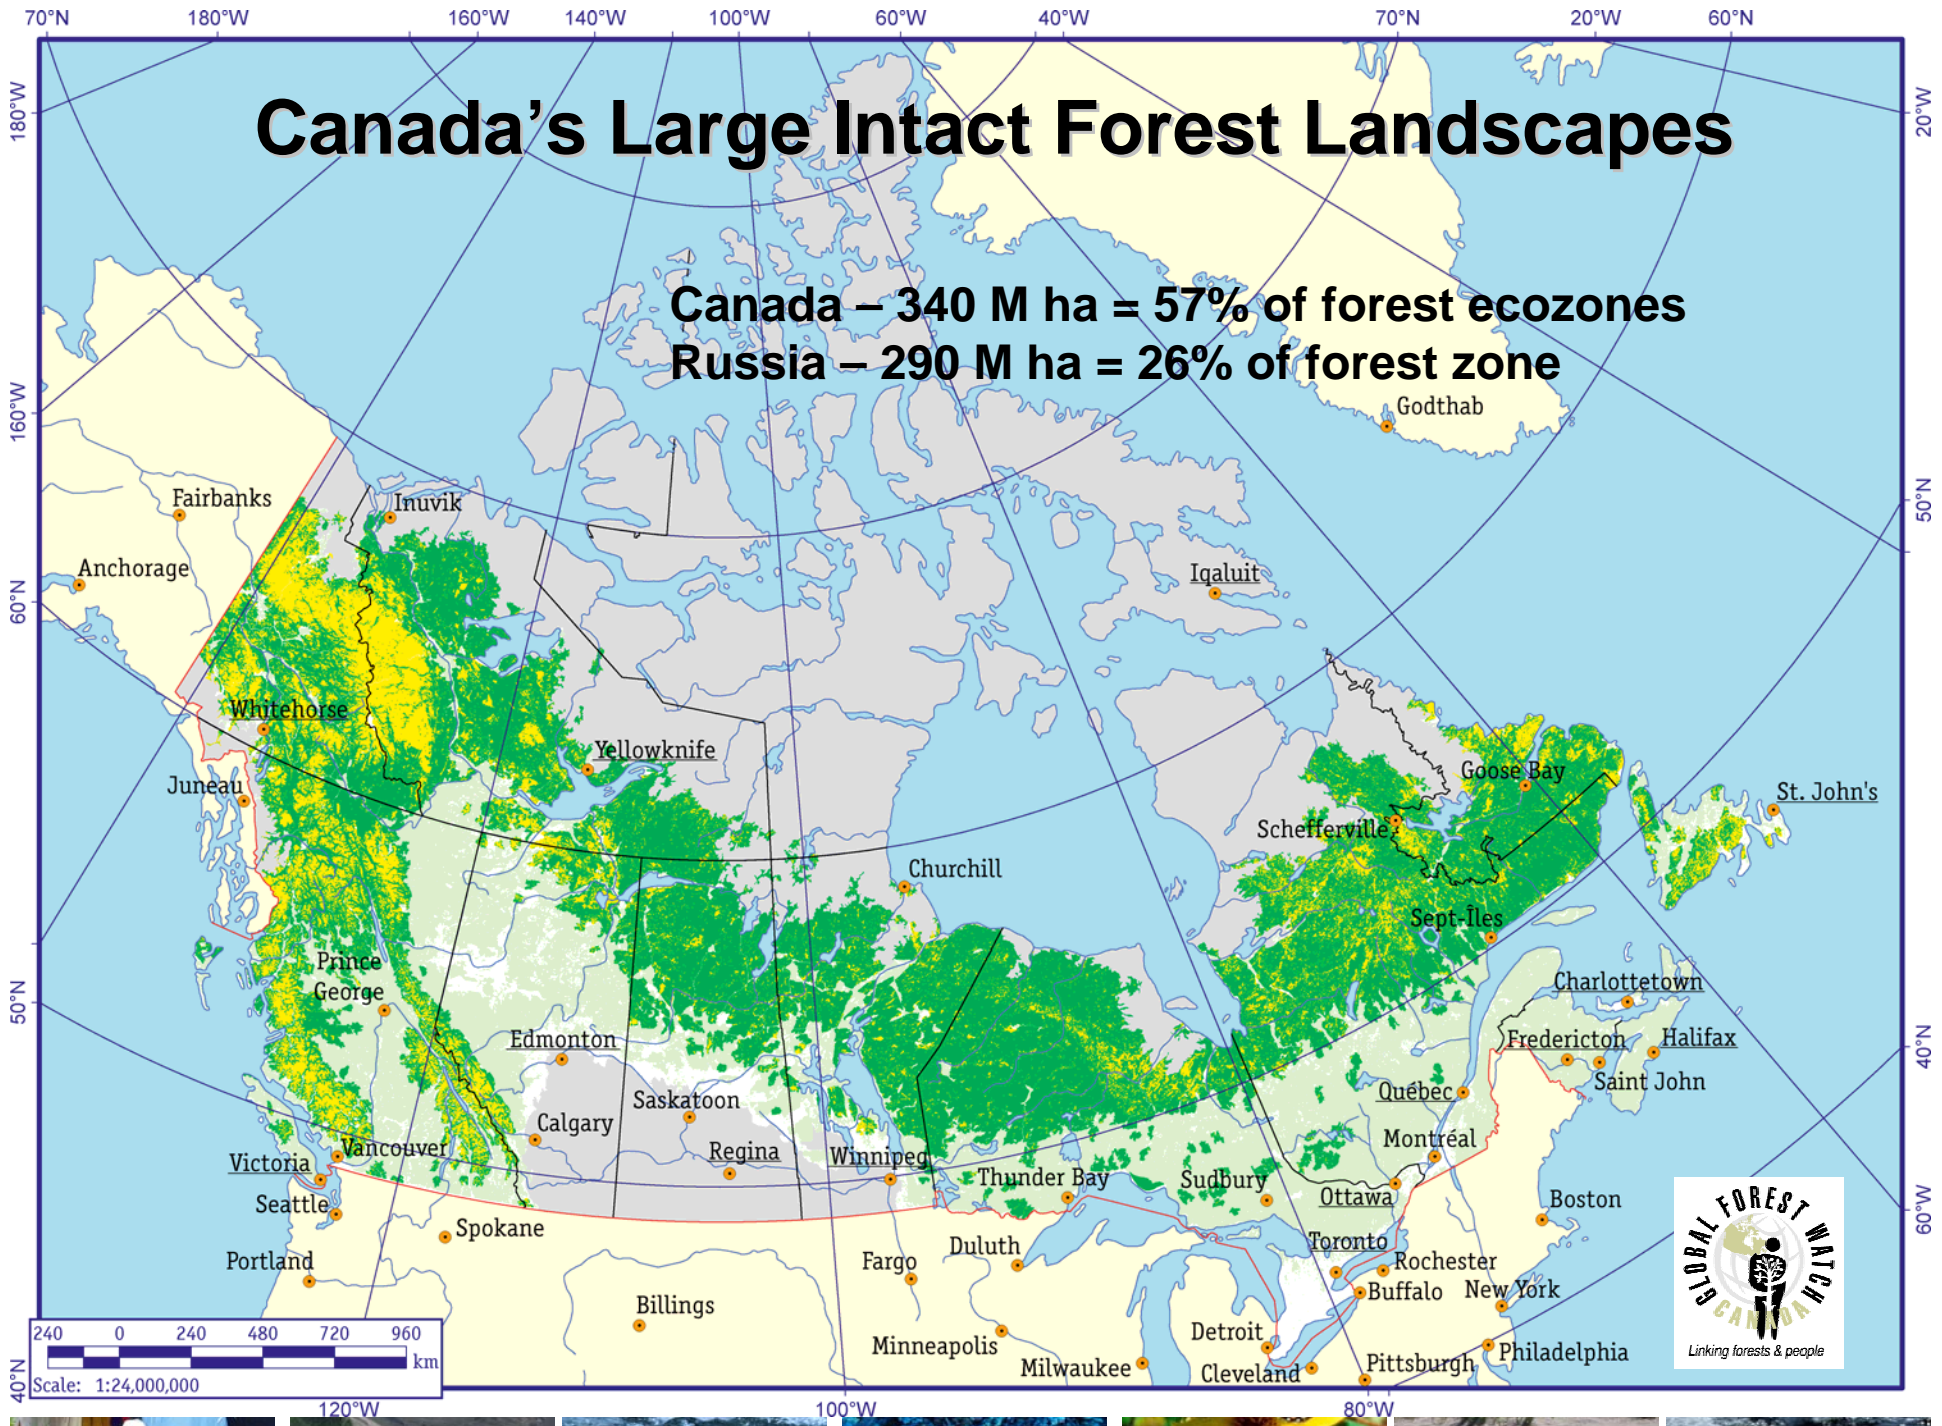 70°N 180°W 160°W 140°W 100°W 60°W 40°W 70°N 20°W 60°N
180°W
20°W
Canada's Large Intact Forest Landscapes
Canada – 340 M ha = 57% of forest ecozones
Russia – 290 M ha = 26% of forest zone
160°W
Godthab
Fairbanks
Inuvik
50°N
Anchorage
Iqaluit
60°N
Whitehorse
Yellowknife
Juneau
Goose Bay
St. John's
Schefferville
Churchill
Sept-Îles
Prince
George
50°N
Charlottetown
Edmonton
Fredericton
Halifax
40°N
Saint John
Québec
Saskatoon
Calgary
Montréal
Vancouver
Regina
Winnipeg
Victoria
Thunder Bay
Sudbury
Ottawa
Seattle
Boston
60°W
Spokane
Toronto
Duluth
Portland
Fargo
Rochester
Buffalo
New York
Billings
Detroit
Minneapolis
Milwaukee
Cleveland
Pittsburgh
Philadelphia
GLOBAL FOREST WATCH
CANADA
Linking forests & people
240 0 240 480 720 960
km
Scale: 1:24,000,000
40°N
120°W 100°W 80°W